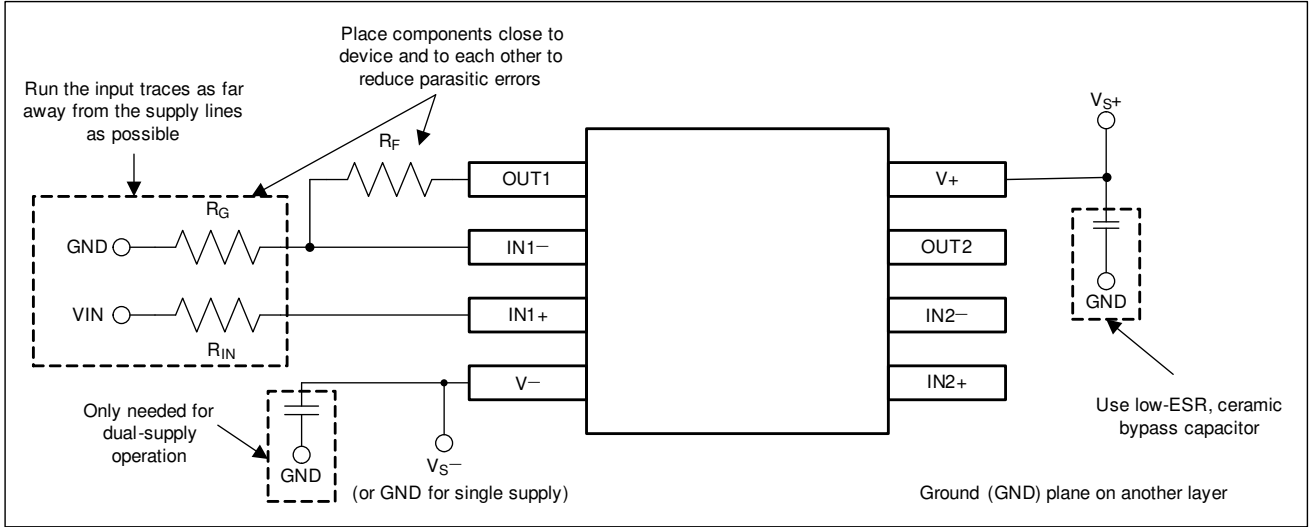 Place components close to
device and to each other to
reduce parasitic errors
Run the input traces as far
away from the supply lines
as possible
VS+
RF
OUT1
V+
RG
GND
IN1−
OUT2
GND
VIN
IN1+
IN2−
RIN
V−
IN2+
Only needed for
dual-supply
operation
GND
VS−
(or GND for single supply)
Use low-ESR, ceramic
bypass capacitor
Ground (GND) plane on another layer